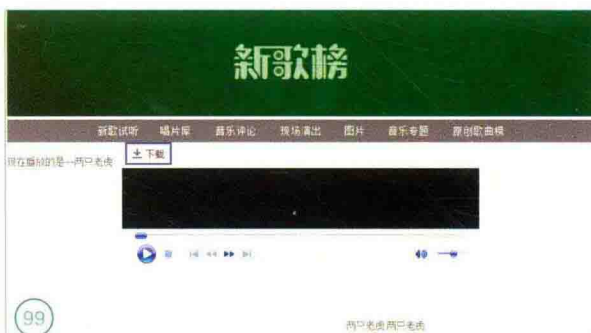 新歌榜
新歌试听 唱片库 音乐评论 现场演出 图片 音乐专题 原创歌曲榜
下载
现在播放的是---两只老虎
99
两只老虎 两只老虎